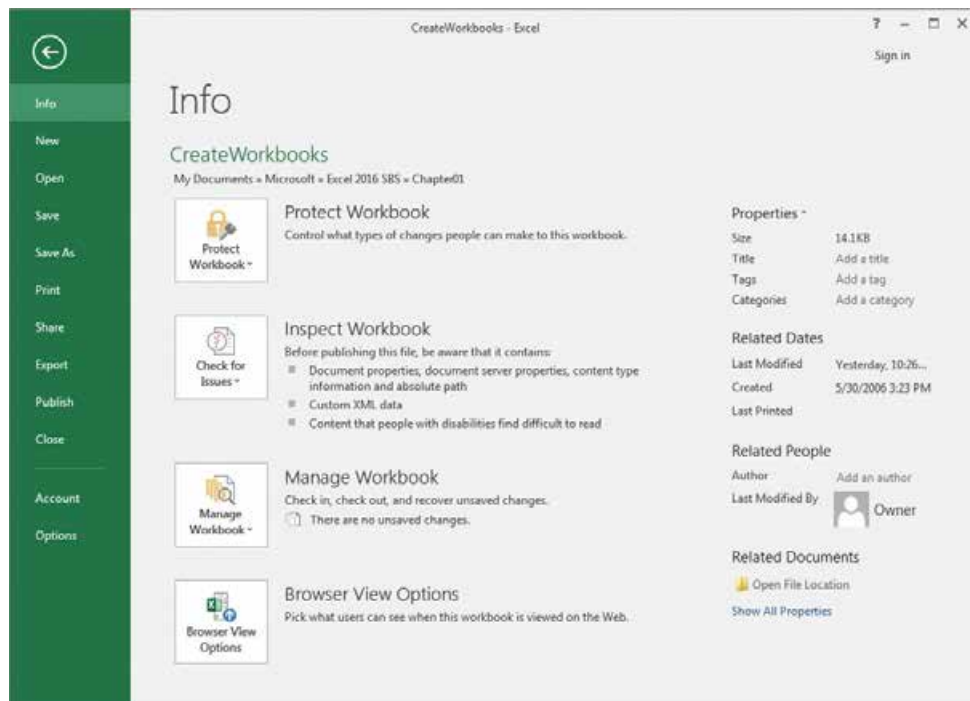 CreateWorkbooks - Excel
?
Sign in
Info
New
Open
Save
Save As
Print
Share
Export
Publish
Close
Account
Options
Info
CreateWorkbooks
My Documents » Microsoft » Excel 2016 SBS » Chapter01
Protect
Workbook
Protect Workbook
Control what types of changes people can make to this workbook.
Check for
Issues
Inspect Workbook
Before publishing this file, be aware that it contains:
Document properties, document server properties, content type
information and absolute path
Custom XML data
Content that people with disabilities find difficult to read
Manage
Workbook
Manage Workbook
Check in, check out, and recover unsaved changes.
There are no unsaved changes.
Browser View
Options
Browser View Options
Pick what users can see when this workbook is viewed on the Web.
Properties
Size 14.1KB
Title Add a title
Tags Add a tag
Categories Add a category
Related Dates
Last Modified Yesterday, 10:26...
Created 5/30/2006 3:23 PM
Last Printed
Related People
Author Add an author
Last Modified By Owner
Related Documents
Open File Location
Show All Properties